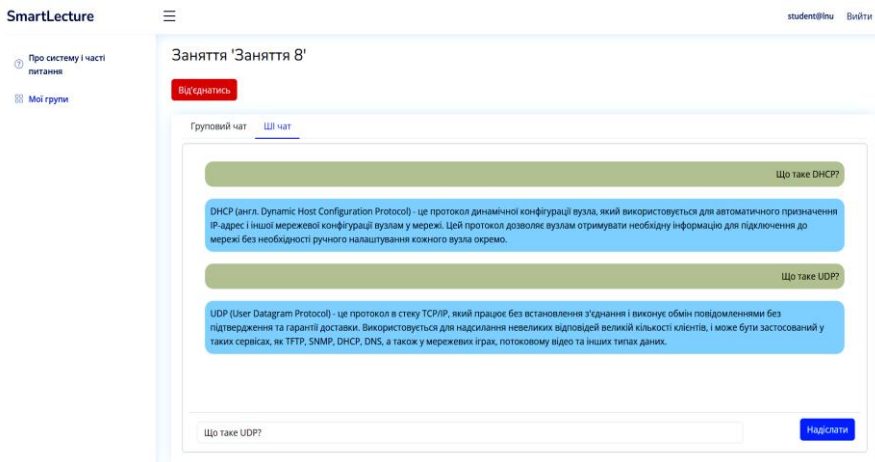 SmartLecture
student@lnu Вийти
Про систему і часті
питання
Мої групи
Заняття 'Заняття 8'
Від'єднатись
Груповий чат ШІ чат
Що таке DHCP?
DHCP (англ. Dynamic Host Configuration Protocol) - це протокол динамічної конфігурації вузла, який використовується для автоматичного призначення
IP-адрес і іншої мережевої конфігурації вузлам у мережі. Цей протокол дозволяє вузлам отримувати необхідну інформацію для підключення до
мережі без необхідності ручного налаштування кожного вузла окремо.
Що таке UDP?
UDP (User Datagram Protocol) - це протокол в стеку TCP/IP, який працює без встановлення з'єднання і виконує обмін повідомленнями без
підтвердження та гарантії доставки. Використовується для надсилання невеликих відповідей великій кількості клієнтів, і може бути застосований у
таких сервісах, як TFTP, SNMP, DHCP, DNS, а також у мережевих іграх, потоковому відео та інших типах даних.
Що таке UDP?
Надіслати